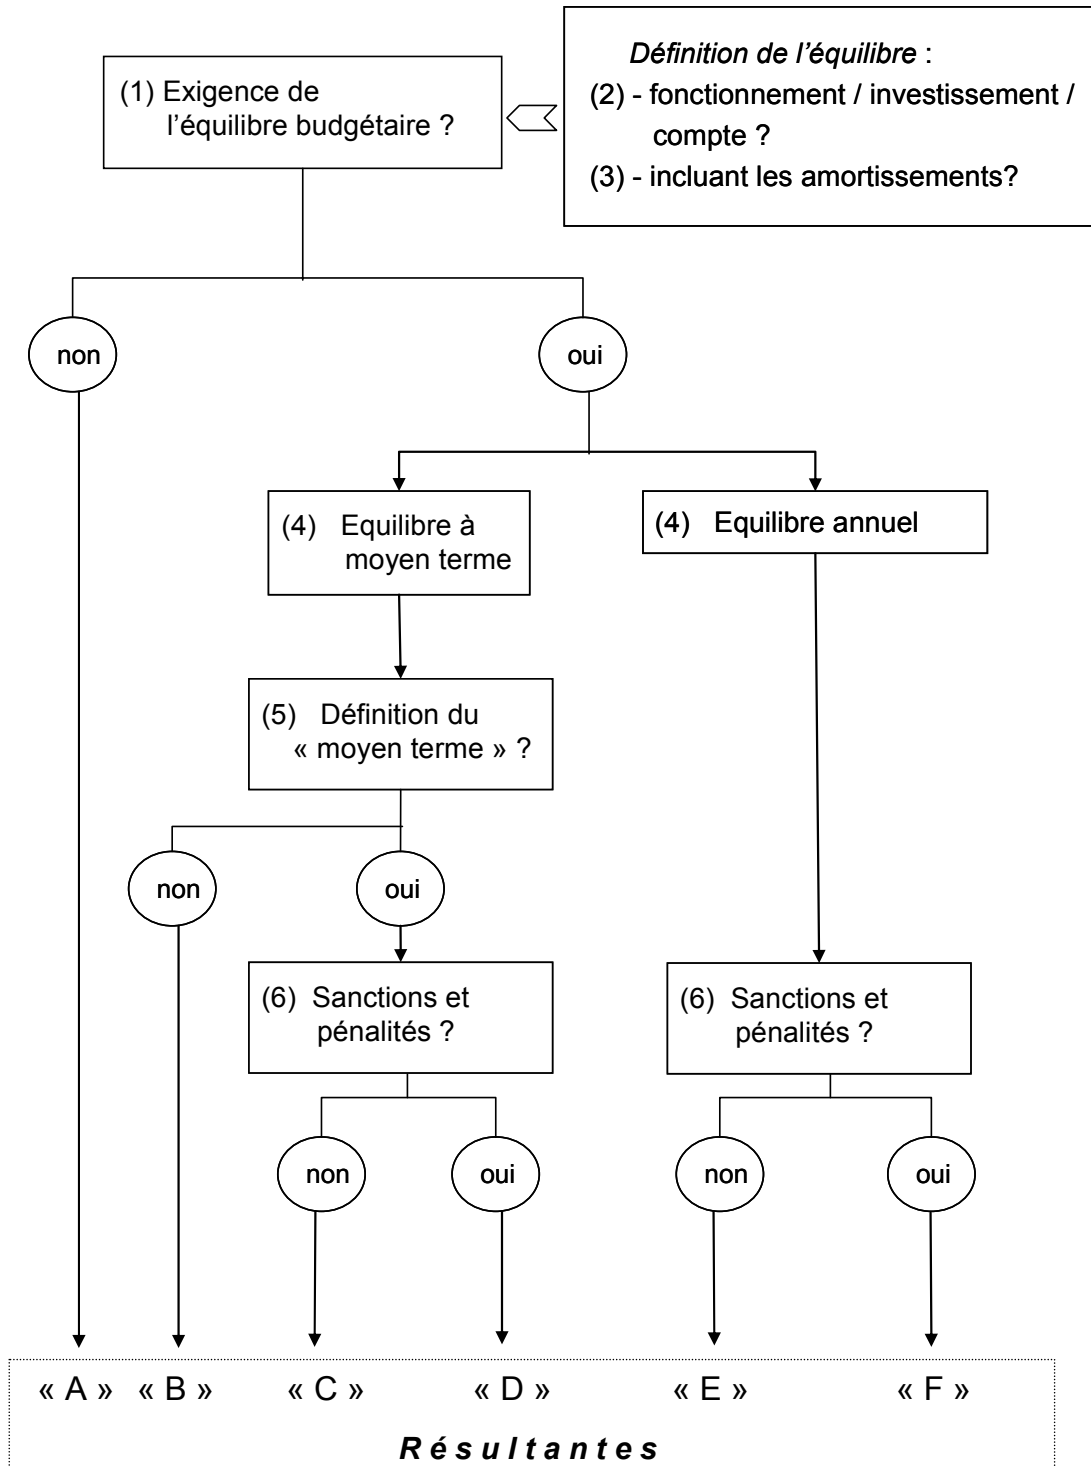 Définition de l'équilibre :
(2) - fonctionnement / investissement /
compte ?
(3) - incluant les amortissements?
(1) Exigence de
l'équilibre budgétaire ?
non
oui
(4) Equilibre à
moyen terme
(4) Equilibre annuel
(5) Définition du
« moyen terme » ?
non
oui
(6) Sanctions et
pénalités ?
(6) Sanctions et
pénalités ?
non
oui
non
oui
« A » « B » « C » « D » « E » « F »
Résultantes